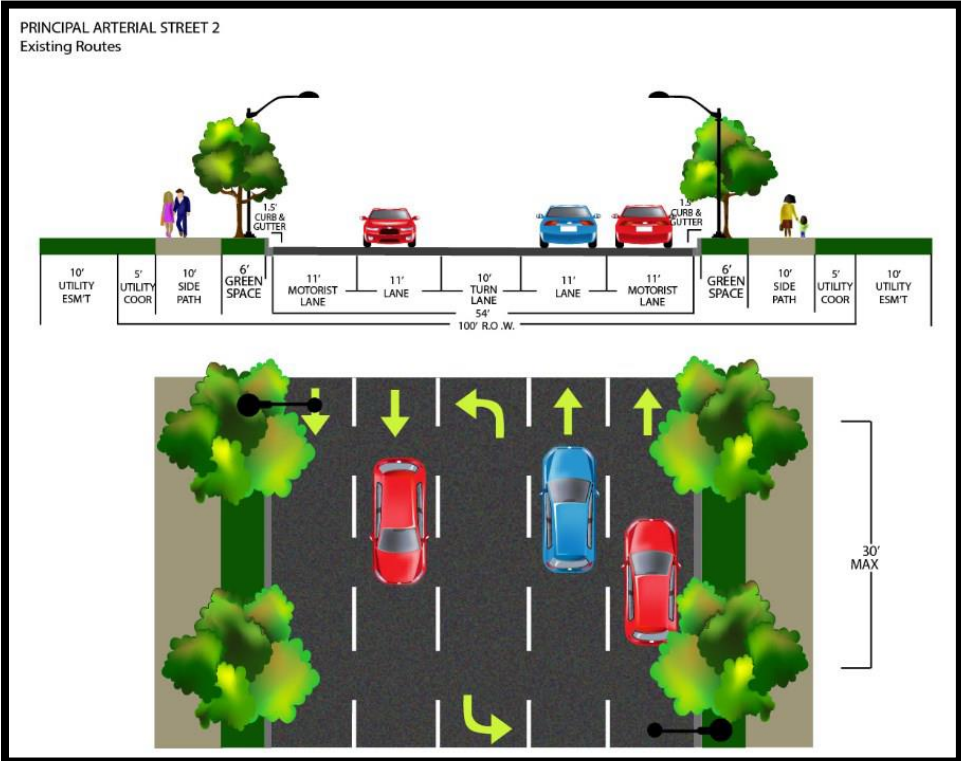 PRINCIPAL ARTERIAL STREET 2
Existing Routes
1.5'
CURB &
GUTTER
1.5'
CURB &
GUTTER
10'
UTILITY
ESM'T
5'
UTILITY
COOR
10'
SIDE
PATH
6'
GREEN
SPACE
11'
MOTORIST
LANE
11'
LANE
10'
TURN
LANE
11'
LANE
11'
MOTORIST
LANE
6'
GREEN
SPACE
10'
SIDE
PATH
5'
UTILITY
COOR
10'
UTILITY
ESM'T
54'
100' R.O .W.
30'
MAX